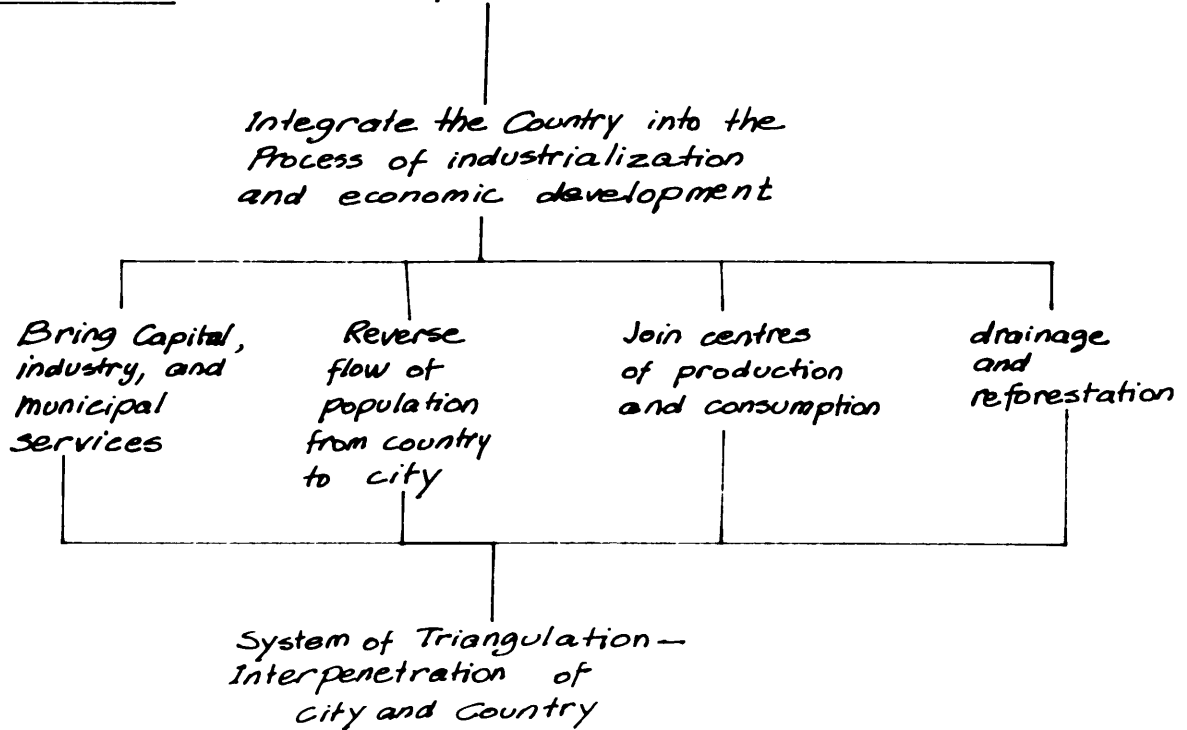 Integrate the Country into the
Process of industrialization
and economic development
Bring Capital,
industry, and
municipal
services
Reverse
flow of
population
from country
to city
Join centres
of production
and consumption
drainage
and
reforestation
System of Triangulation—
Interpenetration of
City and Country